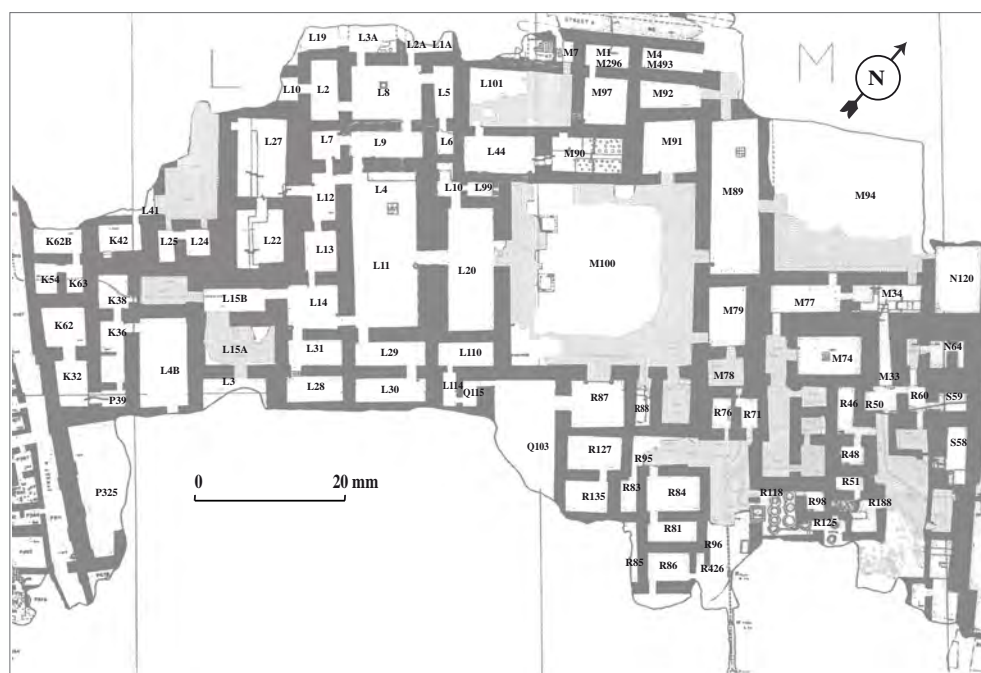 STREET 8
L M
L19 L3A L2A L1A M7 M1 M4
M296 M493
L10 L2 L8 L5 L101 M97 M92
L27 L7 L9 L6 L44 M90 M91 M89 M94
L4 L10 L99
L12
L41
K62B K42 L25 L24 L22 L13 L11 L20 M100
K54 K63 K38 L15B L14 M77 M34 N120
K62 K36 L15A M79
L4B L31 L29 L110 M74 N64
K32 L3 L28 L30 L114 Q115 M78 M33
P39 R87 R88 R76 R71 R46 R50 R60 S59
Q103 R127 R95 R48 S58
P325 R135 R83 R84 R118 R98 R51 R188
R125
R81 R96
R85 R86 R426
0 20 mm
N
STREET 4